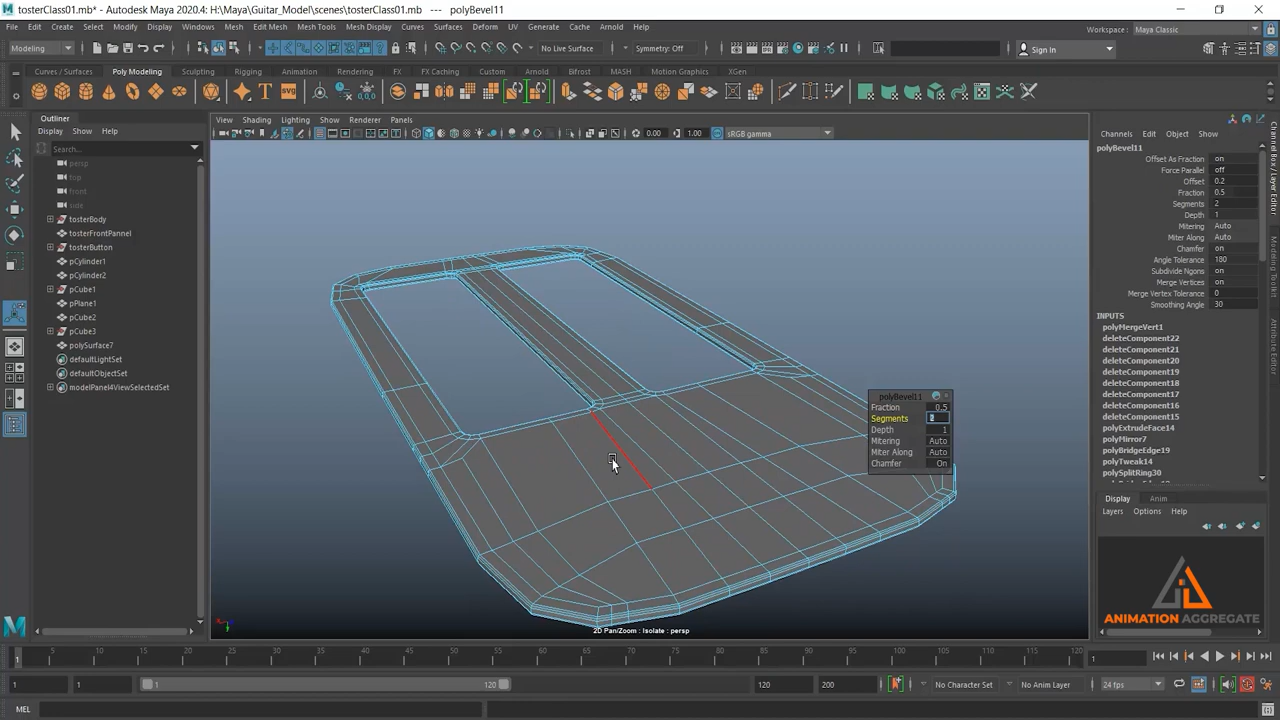 tosterClass01.mb* - Autodesk Maya 2020.4: H:\Maya\Guitar_Model\scenes\tosterClass01.mb --- polyBevel11
File Edit Create Select Modify Display Windows Mesh Edit Mesh Mesh Tools Mesh Display Curves Surfaces Deform UV Generate Cache Arnold Help
Workspace: Maya Classic
Modeling No Live Surface Symmetry: Off Sign In
Curves / Surfaces Poly Modeling Sculpting Rigging Animation Rendering FX FX Caching Custom Arnold Bifrost MASH Motion Graphics XGen
Outliner
Display Show Help
Search...
persp
top
front
side
tosterBody
tosterFrontPanel
tosterButton
pCylinder1
pCylinder2
pCube1
pPlane1
pCube2
pCube3
polySurface7
defaultLightSet
defaultObjectSet
modelPanel4ViewSelectedSet
View Shading Lighting Show Renderer Panels
0.00 1.00 sRGB gamma
polyBevel11
Fraction 0.5
Segments
Depth 1
Mitering Auto
Miter Along Auto
Chamfer On
2D Pan/Zoom : Isolate : persp
Channels Edit Object Show
polyBevel11
Offset As Fraction on
Force Parallel off
Offset 0.2
Fraction 0.5
Segments 2
Depth 1
Mitering Auto
Miter Along Auto
Chamfer on
Angle Tolerance 180
Subdivide Ngons on
Merge Vertices on
Merge Vertex Tolerance 0
Smoothing Angle 30
INPUTS
polyMergeVert1
deleteComponent22
deleteComponent21
deleteComponent20
deleteComponent19
deleteComponent18
deleteComponent17
deleteComponent16
deleteComponent15
polyExtrudeFace14
polyMirror7
polyBridgeEdge19
polyTweak14
polySplitRing30
Display Anim
Layers Options Help
ANIMATION AGGREGATE
Channel Box / Layer Editor
Modeling Toolkit
Attribute Editor
5 10 15 20 25 30 35 40 45 50 55 60 65 70 75 80 85 90 95 100 105 110 115 120
1 1
1 1 1 120 120 200 No Character Set No Anim Layer 24 fps
MEL